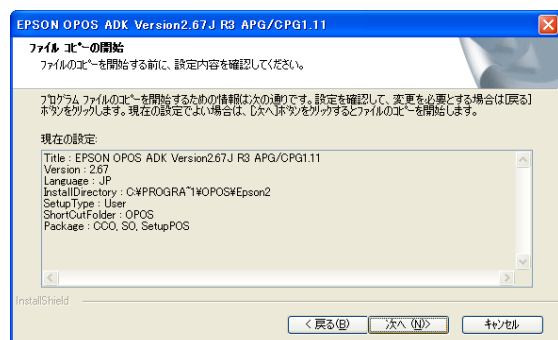 EPSON OPOS ADK Version2.67J R3 APG/CPG1.11
ファイル コピーの開始
ファイルのコピーを開始する前に、設定内容を確認してください。
プログラム ファイルのコピーを開始するための情報は次の通りです。設定を確認して、変更を必要とする場合は[戻る]
ボタンをクリックします。現在の設定でよい場合は、[次へ]ボタンをクリックするとファイルのコピーを開始します。
現在の設定:
Title : EPSON OPOS ADK Version2.67J R3 APG/CPG1.11
Version : 2.67
Language : JP
InstallDirectory : C:¥PROGRA~1¥OPOS¥Epson2
SetupType : User
ShortCutFolder : OPOS
Package : CCO, SO, SetupPOS
InstallShield
< 戻る(B)
次へ (N)>
キャンセル